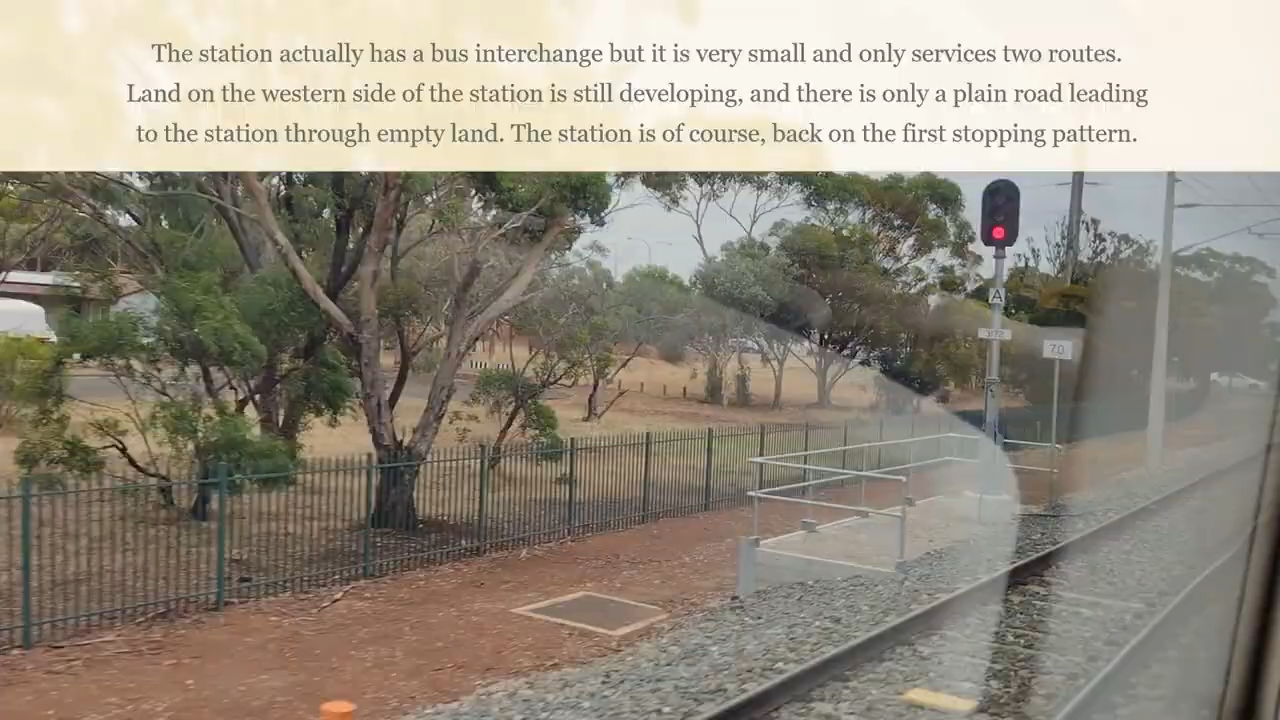 The station actually has a bus interchange but it is very small and only services two routes.
Land on the western side of the station is still developing, and there is only a plain road leading
to the station through empty land. The station is of course, back on the first stopping pattern.
A
70